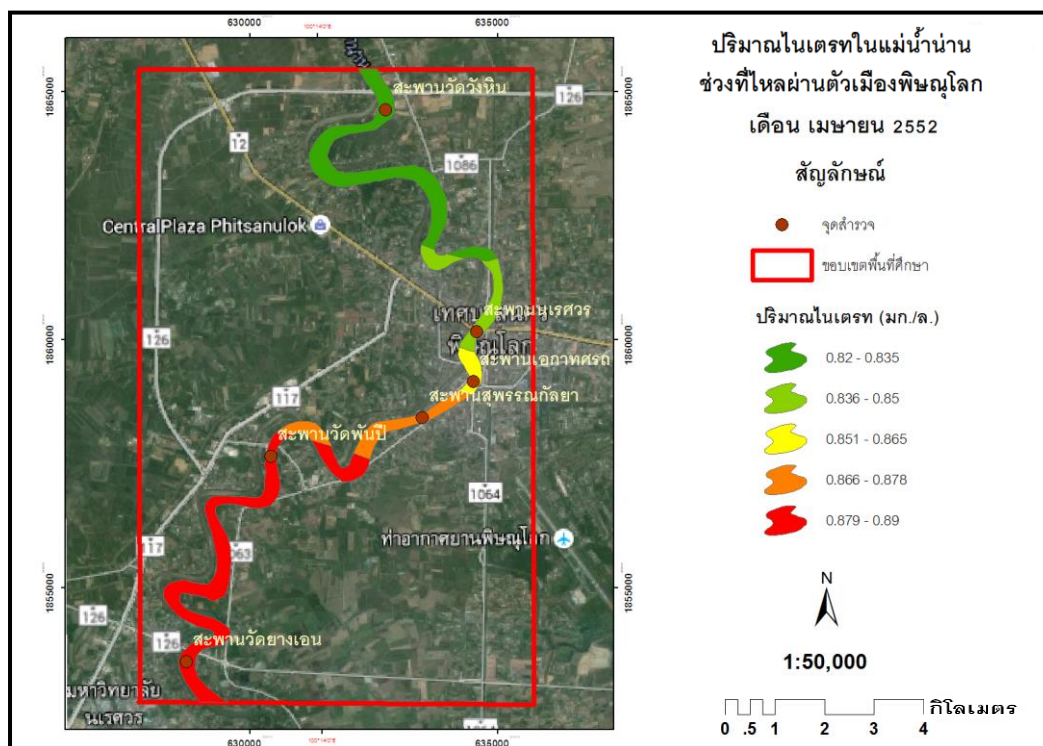 630000
635000
100°14'0"E
ปริมาณไนเตรทในแม่น้ำน่าน
ช่วงที่ไหลผ่านตัวเมืองพิษณุโลก
เดือน เมษายน 2552
สัญลักษณ์
จุดสำรวจ
ขอบเขตพื้นที่ศึกษา
ปริมาณไนเตรท (มก./ล.)
0.82 - 0.835
0.836 - 0.85
0.851 - 0.865
0.866 - 0.878
0.879 - 0.89
N
1:50,000
กิโลเมตร
0 .5 1 2 3 4
1865000
1865000
สะพานวัดวังหิน
126
126
12
1086
CentralPlaza Phitsanulok
สะพานนเรศวร
1860000
1860000
126
สะพานเอกาทศรถ
117
สะพานสุพรรณกัลยา
สะพานวัดพันปี
1064
ท่าอากาศยานพิษณุโลก
117
1855000
1855000
126
126
สะพานวัดยางเอน
มหาวิทยาลัย
นเรศวร
630000
635000
100°14'0"E